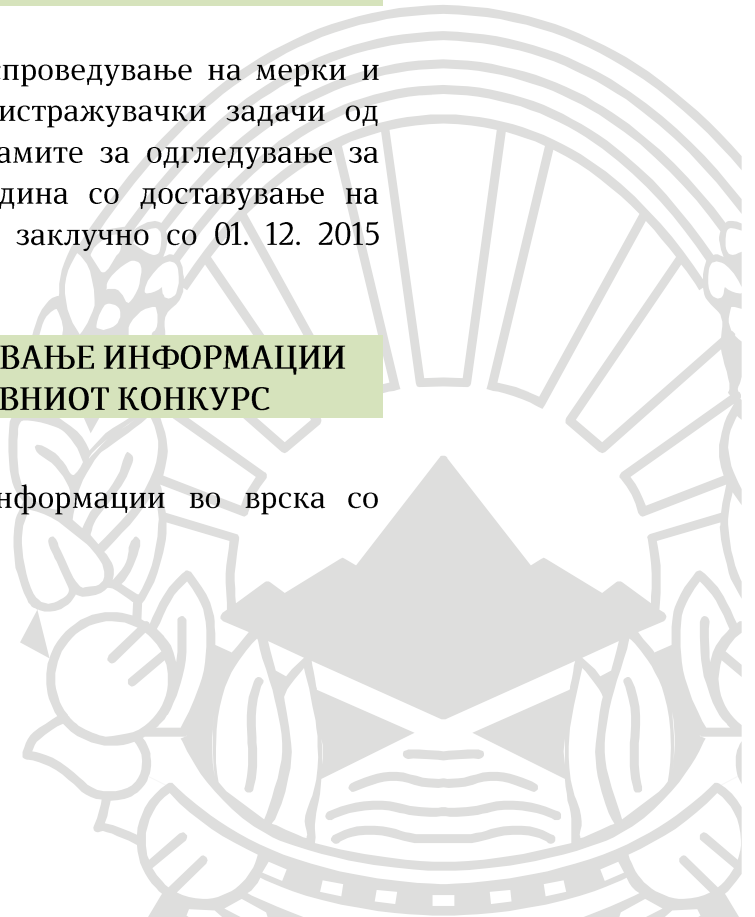 спроведување на мерки и
истражувачки задачи од
амите за одгледување за
дина со доставување на
заклучно со 01. 12. 2015
ВАЊЕ ИНФОРМАЦИИ
ВНИОТ КОНКУРС
нформации во врска со